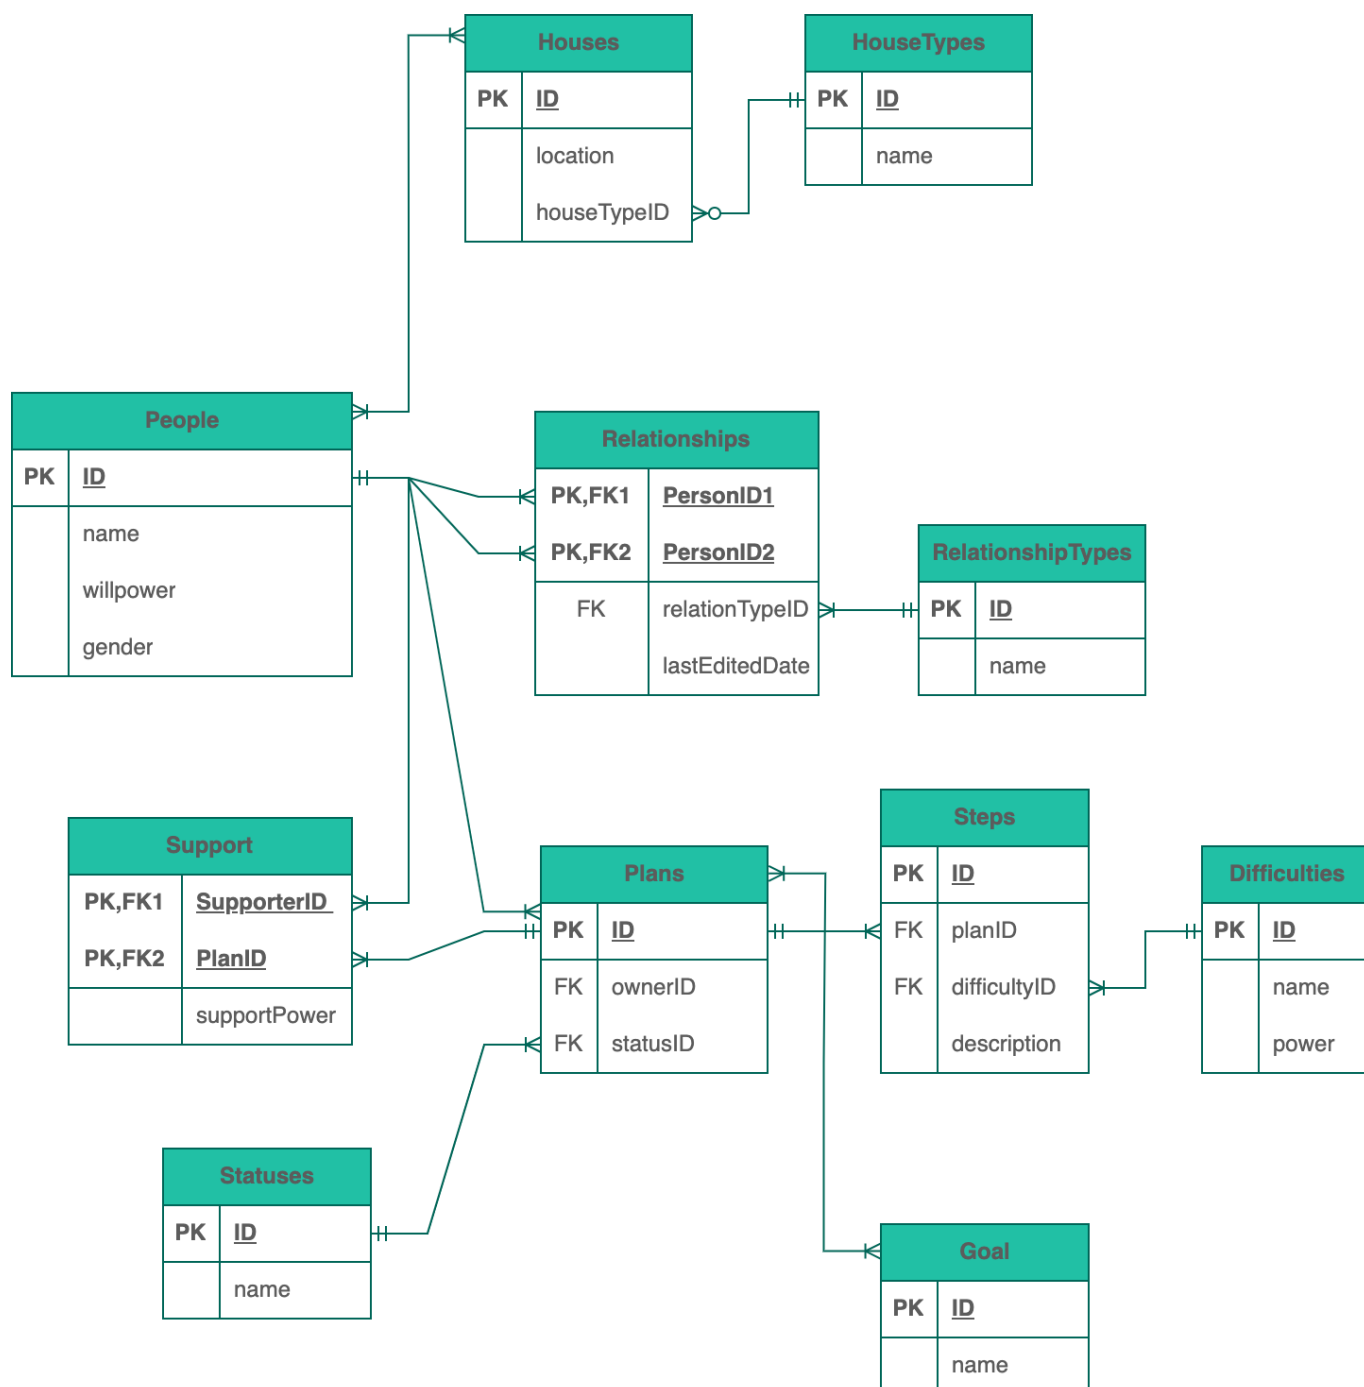 Houses
PK ID
location
houseTypeID
HouseTypes
PK ID
name
People
PK ID
name
willpower
gender
Relationships
PK,FK1 PersonID1
PK,FK2 PersonID2
FK relationTypeID
lastEditedDate
RelationshipTypes
PK ID
name
Support
PK,FK1 SupporterID
PK,FK2 PlanID
supportPower
Plans
PK ID
FK ownerID
FK statusID
Steps
PK ID
FK planID
FK difficultyID
description
Difficulties
PK ID
name
power
Statuses
PK ID
name
Goal
PK ID
name